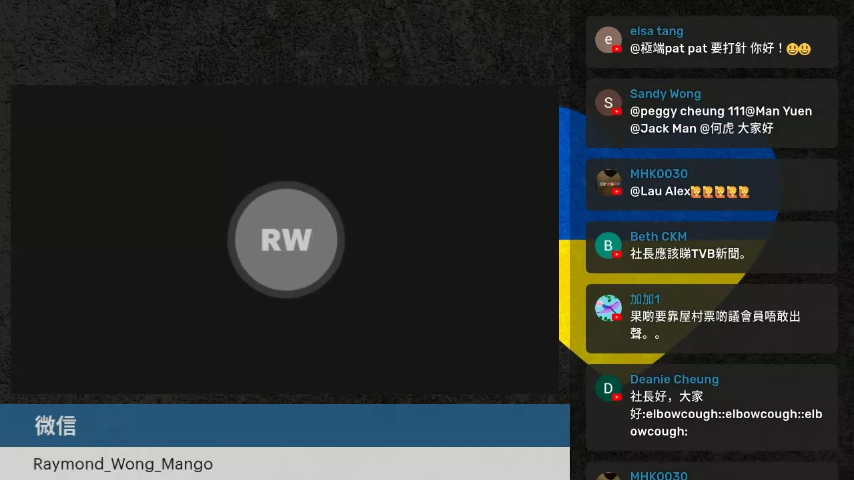 RW
微信
Raymond_Wong_Mango
e
elsa tang
@極端pat pat 要打針 你好！
S
Sandy Wong
@peggy cheung 111@Man Yuen
@Jack Man @何虎 大家好
MHK0030
@Lau Alex
B
Beth CKM
社長應該睇TVB新聞。
加加1
果啲要靠屋村票啲議會員唔敢出
聲。。
D
Deanie Cheung
社長好，大家
好:elbowcough::elbowcough::elb
owcough:
MHK0030